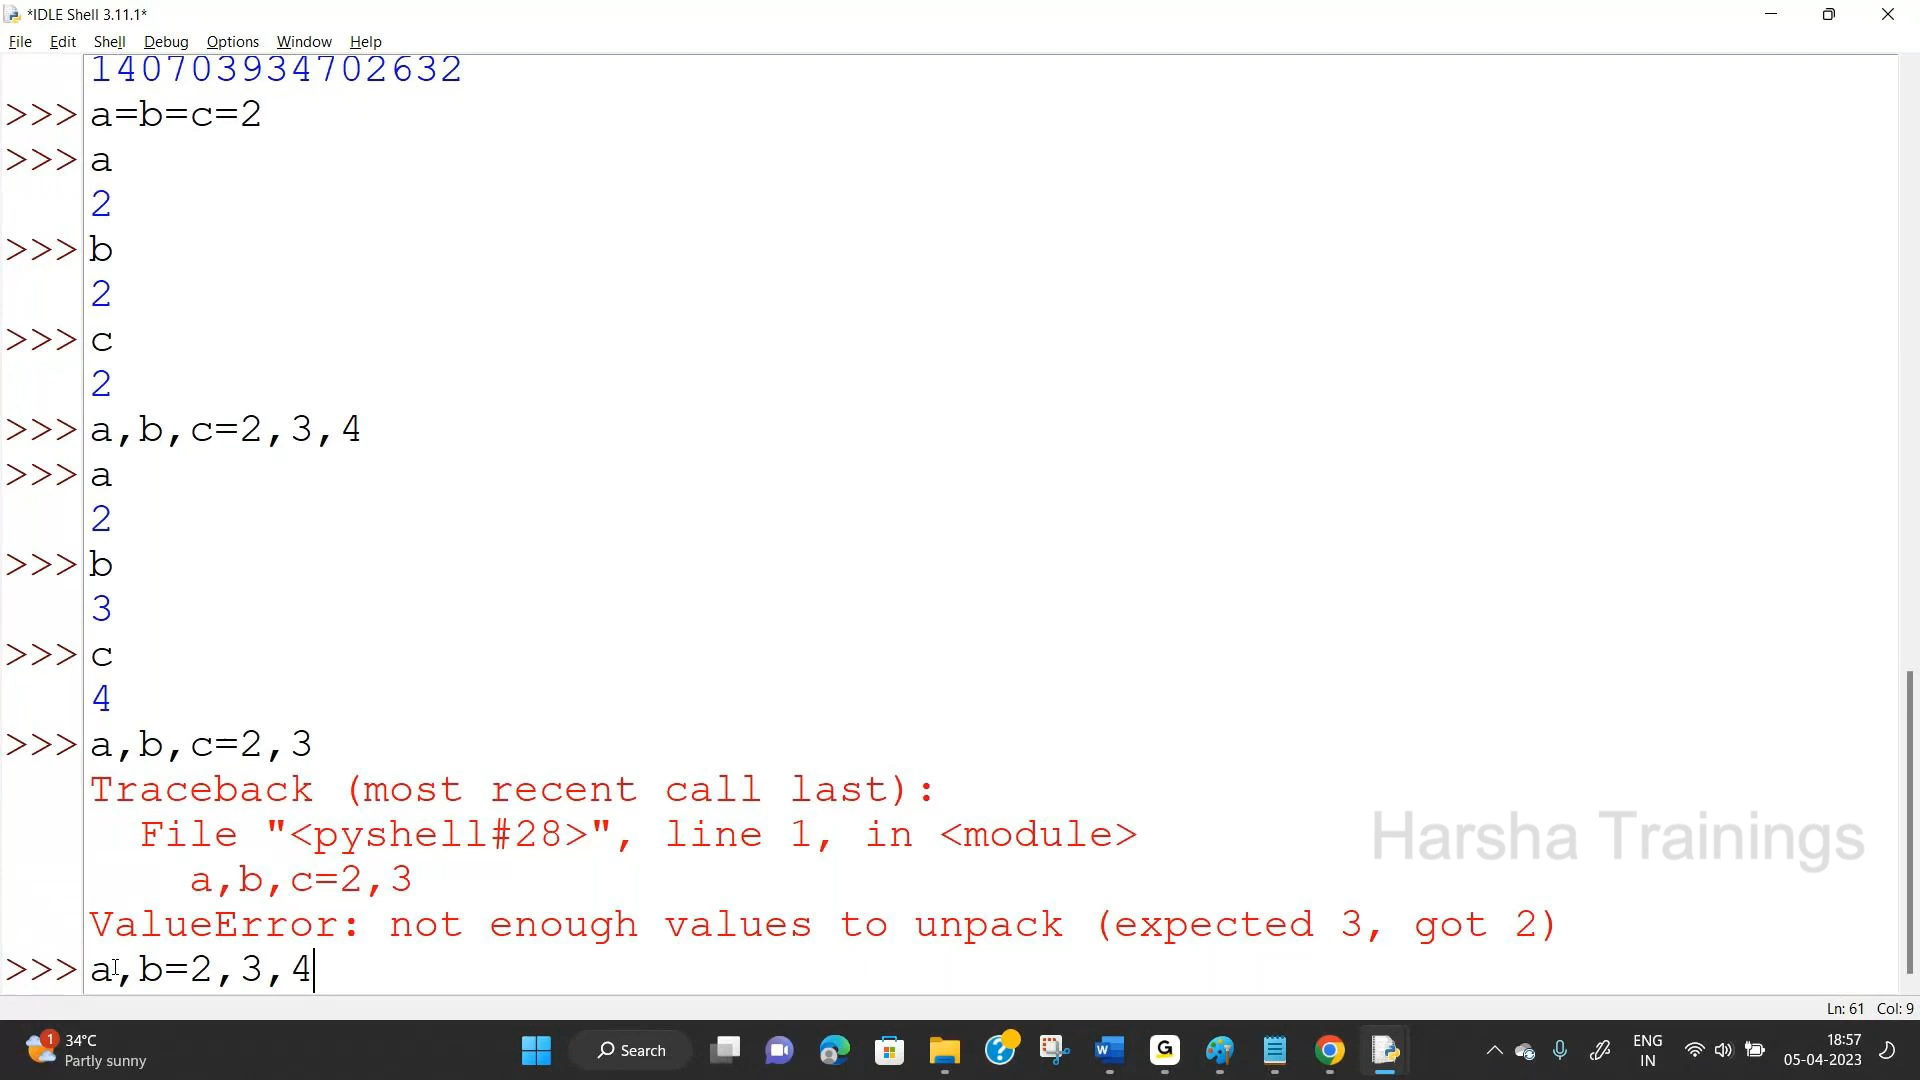 *IDLE Shell 3.11.1*
File Edit Shell Debug Options Window Help
140703934702632
>>> a=b=c=2
>>> a
2
>>> b
2
>>> c
2
>>> a,b,c=2,3,4
>>> a
2
>>> b
3
>>> c
4
>>> a,b,c=2,3
Traceback (most recent call last):
File "<pyshell#28>", line 1, in <module>
a,b,c=2,3
ValueError: not enough values to unpack (expected 3, got 2)
>>> a,b=2,3,4
Harsha Trainings
Ln: 61 Col: 9
1
34°C
Partly sunny
Search
G
ENG
IN
18:57
05-04-2023